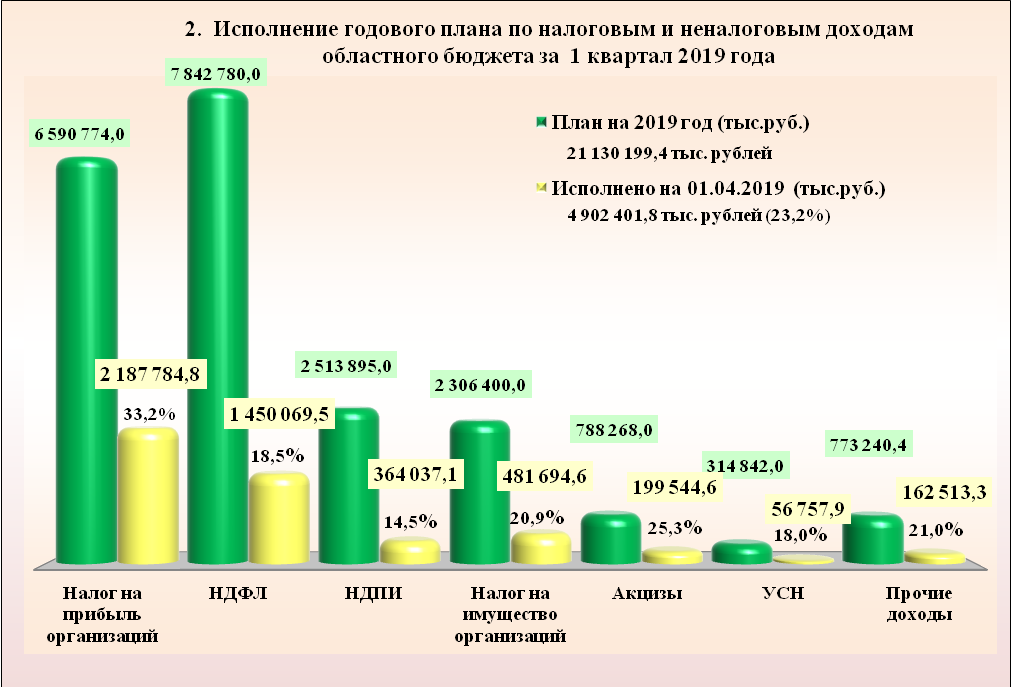 2. Исполнение годового плана по налоговым и неналоговым доходам
областного бюджета за 1 квартал 2019 года
7 842 780,0
6 590 774,0
План на 2019 год (тыс.руб.)
21 130 199,4 тыс. рублей
Исполнено на 01.04.2019 (тыс.руб.)
4 902 401,8 тыс. рублей (23,2%)
2 187 784,8
33,2%
1 450 069,5
18,5%
2 513 895,0
364 037,1
14,5%
2 306 400,0
481 694,6
20,9%
788 268,0
199 544,6
25,3%
314 842,0
56 757,9
18,0%
773 240,4
162 513,3
21,0%
Налог на
прибыль
организаций
НДФЛ
НДПИ
Налог на
имущество
организаций
Акцизы
УСН
Прочие
доходы